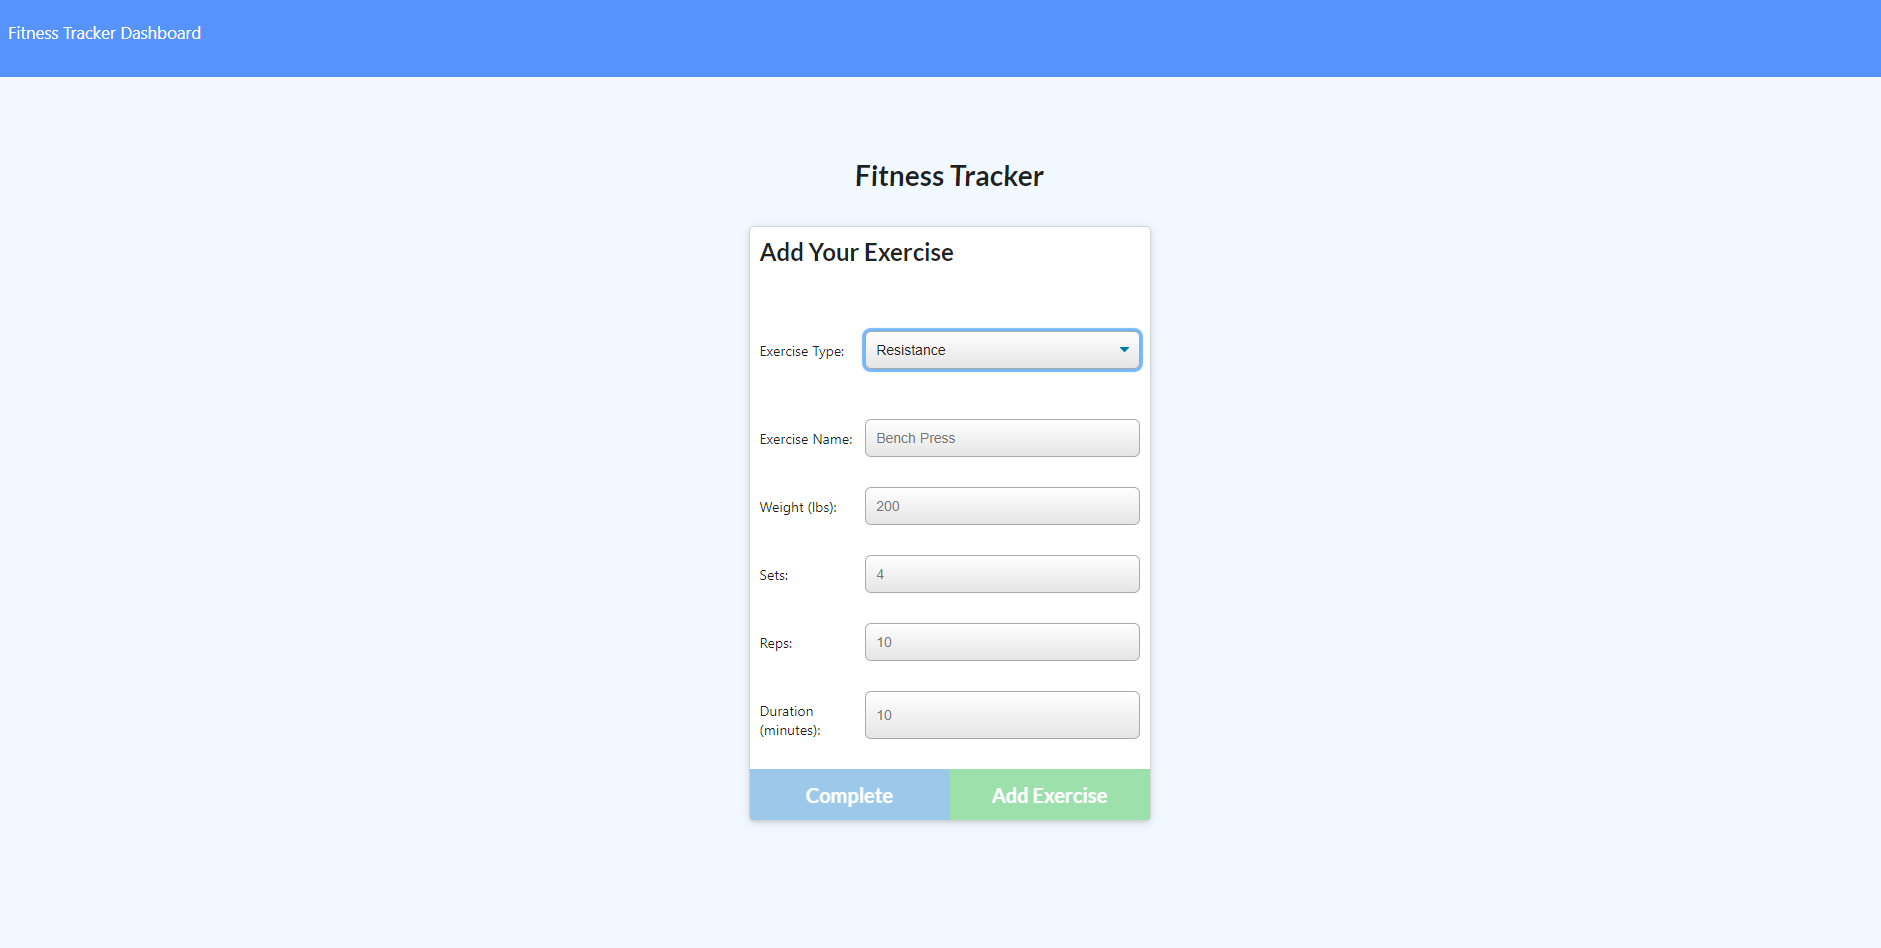 Fitness Tracker Dashboard
Fitness Tracker
Add Your Exercise
Exercise Type: Resistance
Exercise Name: Bench Press
Weight (lbs): 200
Sets: 4
Reps: 10
Duration
(minutes): 10
Complete Add Exercise